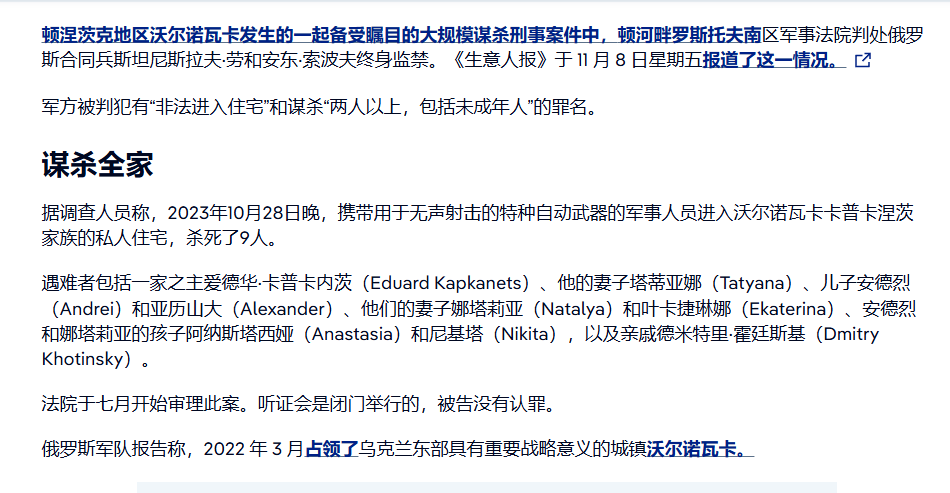 顿涅茨克地区沃尔诺瓦卡发生的一起备受瞩目的大规模谋杀刑事案件中，顿河畔罗斯托夫南区军事法院判处俄罗
斯合同兵斯坦尼斯拉夫·劳和安东·索波夫终身监禁。《生意人报》于 11 月 8 日星期五报道了这一情况。
军方被判犯有“非法进入住宅”和谋杀“两人以上，包括未成年人”的罪名。
谋杀全家
据调查人员称，2023年10月28日晚，携带用于无声射击的特种自动武器的军事人员进入沃尔诺瓦卡卡普卡涅茨
家族的私人住宅，杀死了9人。
遇难者包括一家之主爱德华·卡普卡内茨（Eduard Kapkanets）、他的妻子塔蒂亚娜（Tatyana）、儿子安德烈
（Andrei）和亚历山大（Alexander）、他们的妻子娜塔莉亚（Natalya）和叶卡捷琳娜（Ekaterina）、安德烈
和娜塔莉亚的孩子阿纳斯塔西娅（Anastasia）和尼基塔（Nikita），以及亲戚德米特里·霍廷斯基（Dmitry
Khotinsky）。
法院于七月开始审理此案。听证会是闭门举行的，被告没有认罪。
俄罗斯军队报告称，2022 年 3 月占领了乌克兰东部具有重要战略意义的城镇沃尔诺瓦卡。